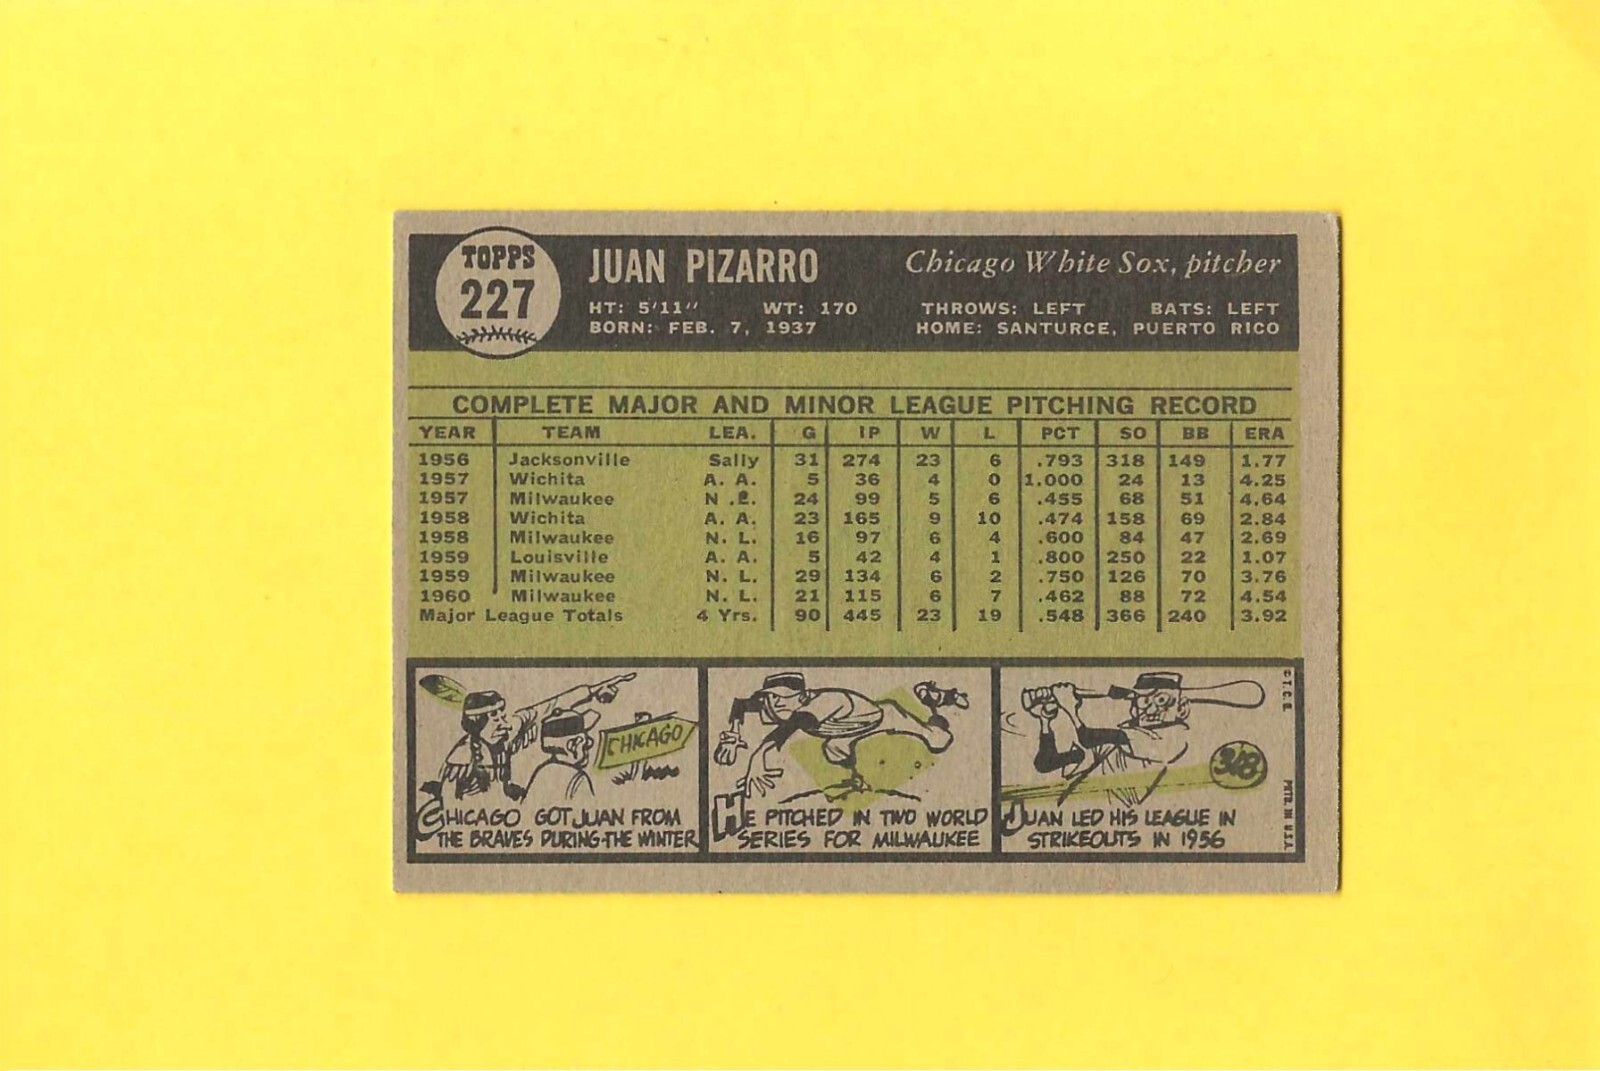 TOPPS
227
JUAN PIZARRO
Chicago White Sox, pitcher
HT: 5'11" WT: 170 THROWS: LEFT BATS: LEFT
BORN: FEB. 7, 1937 HOME: SANTURCE, PUERTO RICO
COMPLETE MAJOR AND MINOR LEAGUE PITCHING RECORD
YEAR TEAM LEA. G IP W L PCT SO BB ERA
1956 Jacksonville Sally 31 274 23 6 .793 318 149 1.77
1957 Wichita A. A. 5 36 4 0 1.000 24 13 4.25
1957 Milwaukee N .L. 24 99 5 6 .455 68 51 4.64
1958 Wichita A. A. 23 165 9 10 .474 158 69 2.84
1958 Milwaukee N. L. 16 97 6 4 .600 84 47 2.69
1959 Louisville A. A. 5 42 4 1 .800 250 22 1.07
1959 Milwaukee N. L. 29 134 6 2 .750 126 70 3.76
1960 Milwaukee N. L. 21 115 6 7 .462 88 72 4.54
Major League Totals 4 Yrs. 90 445 23 19 .548 366 240 3.92
CHICAGO
CHICAGO GOT JUAN FROM
THE BRAVES DURING THE WINTER
HE PITCHED IN TWO WORLD
SERIES FOR MILWAUKEE
318
JUAN LED HIS LEAGUE IN
STRIKEOUTS IN 1956
© T. C. G.
PRTD. IN U.S.A.